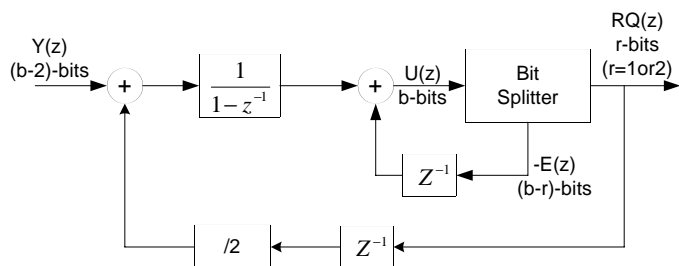 RQ(z)
r-bits
(r=1or2)
Y(z)
(b-2)-bits
+
1
1− z⁻¹
+
U(z)
b-bits
Bit
Splitter
Z⁻¹
-E(z)
(b-r)-bits
/2
Z⁻¹